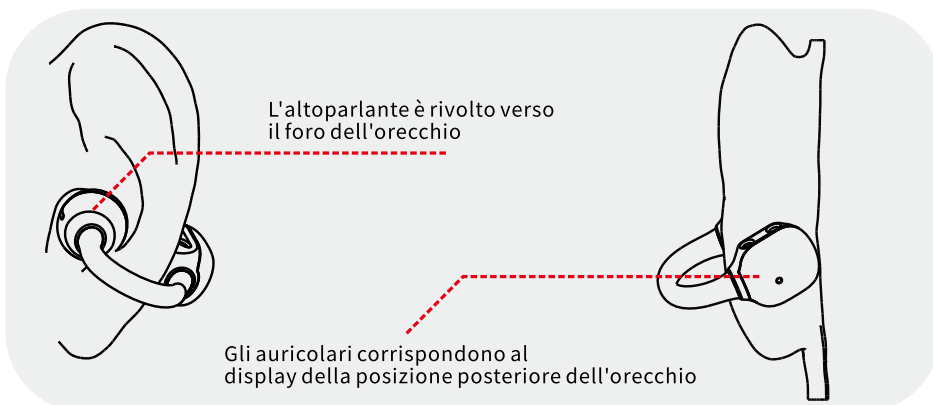 L'altoparlante è rivolto verso
il foro dell'orecchio
Gli auricolari corrispondono al
display della posizione posteriore dell'orecchio